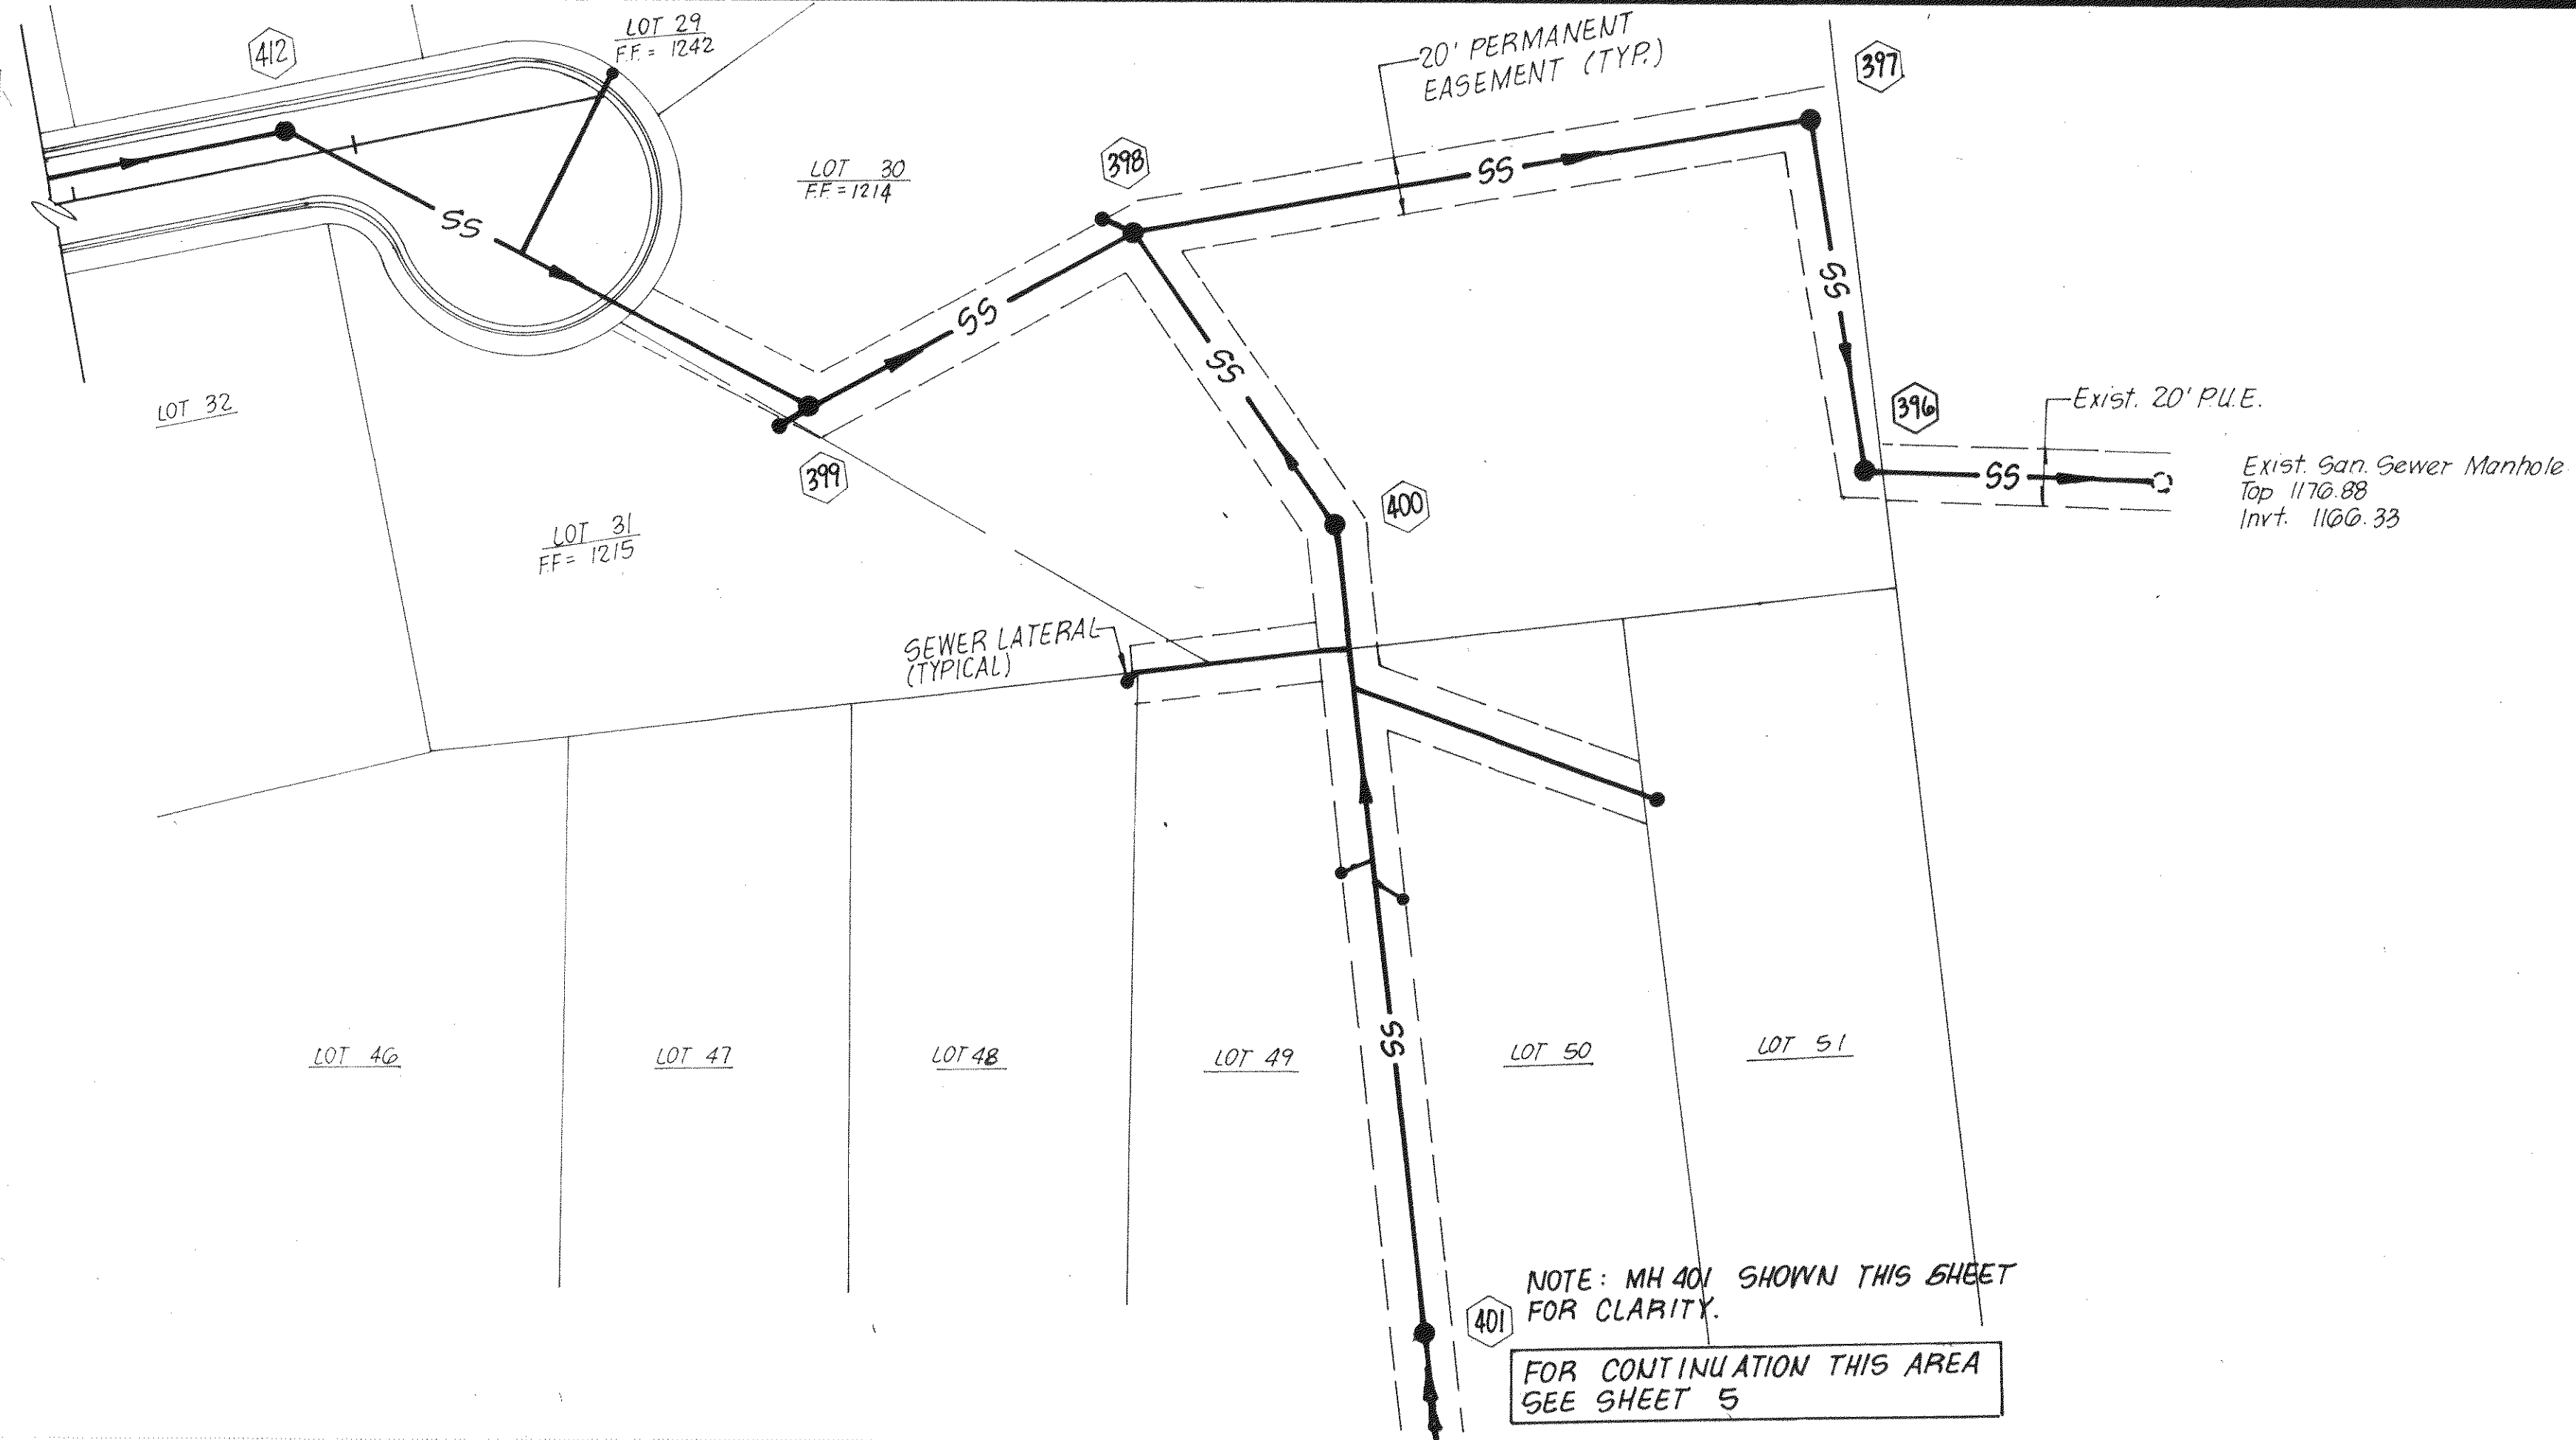 LOT 29
F.F. = 1242
412
20' PERMANENT
EASEMENT (TYP.)
397
398
LOT 30
F.F. = 1214
SS
SS
SS
SS
SS
LOT 32
396
Exist. 20' P.U.E.
399
SS
Exist. San. Sewer Manhole
Top 1176.88
Invt. 1166.33
400
LOT 31
F.F = 1215
SEWER LATERAL
(TYPICAL)
SS
LOT 46
LOT 47
LOT 48
LOT 49
LOT 50
LOT 51
NOTE: MH 401 SHOWN THIS SHEET
FOR CLARITY.
401
FOR CONTINUATION THIS AREA
SEE SHEET 5